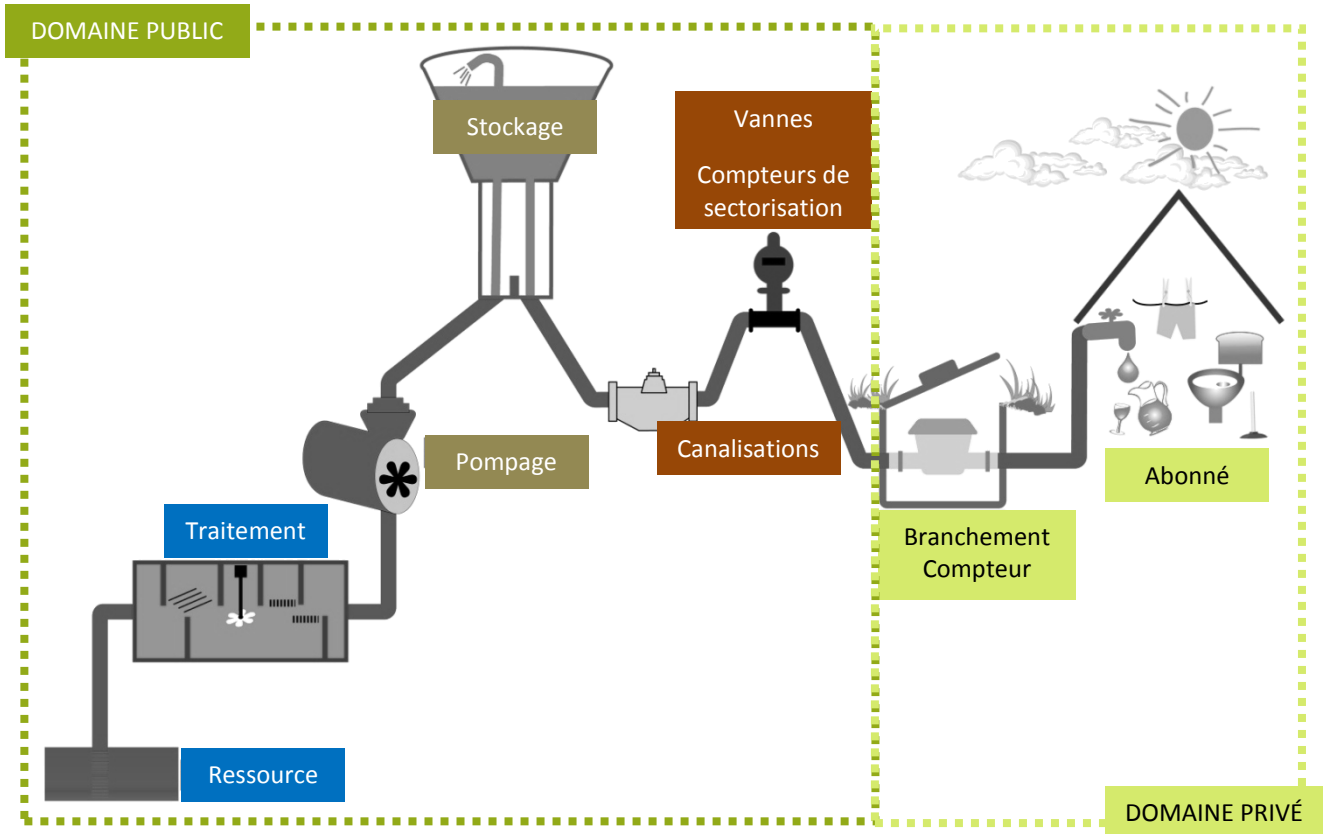 DOMAINE PUBLIC
Stockage
Vannes
Compteurs de
sectorisation
Pompage
Canalisations
Abonné
Traitement
Branchement
Compteur
Ressource
DOMAINE PRIVÉ